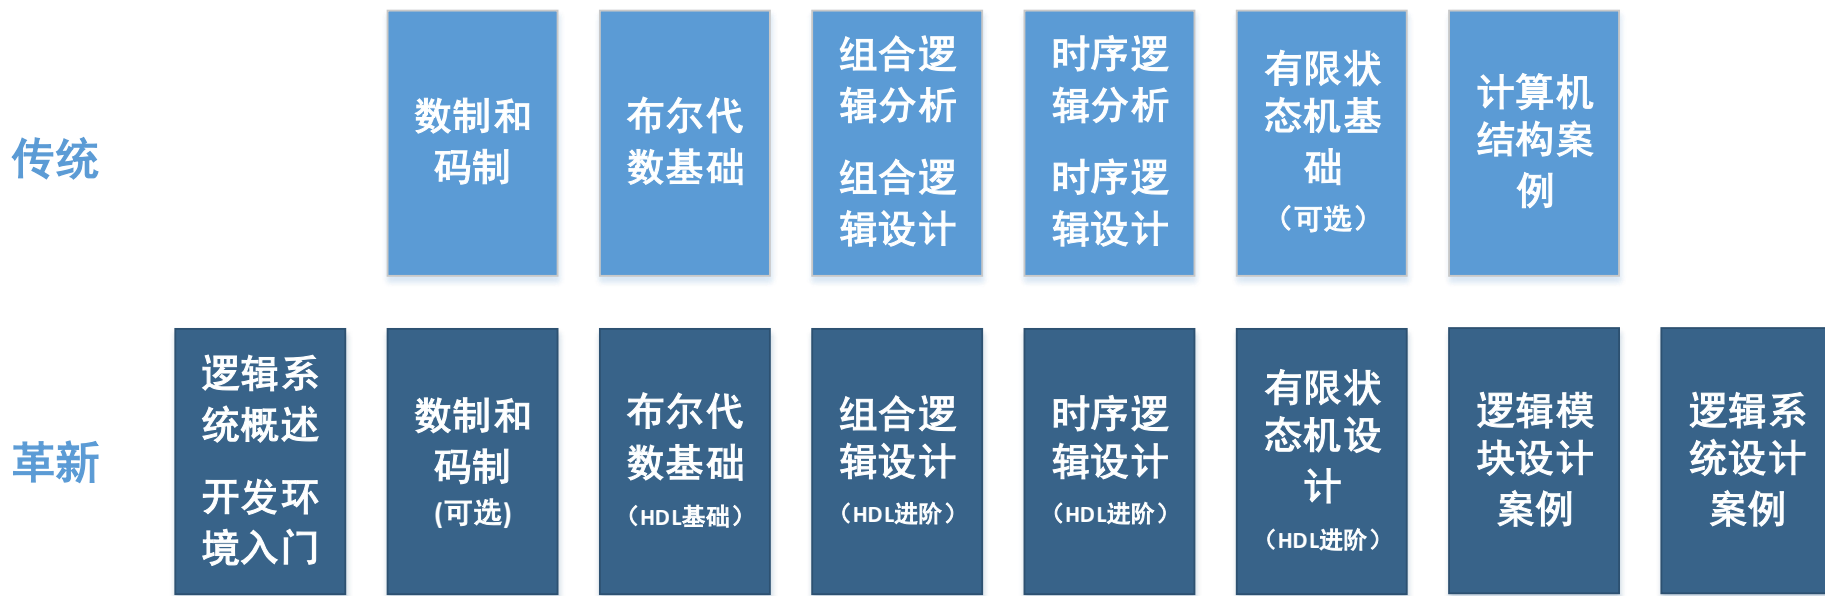 传统
数制和
码制
布尔代
数基础
组合逻
辑分析
组合逻
辑设计
时序逻
辑分析
时序逻
辑设计
有限状
态机基
础
（可选）
计算机
结构案
例
革新
逻辑系
统概述
开发环
境入门
数制和
码制
(可选)
布尔代
数基础
（HDL基础）
组合逻
辑设计
（HDL进阶）
时序逻
辑设计
（HDL进阶）
有限状
态机设
计
（HDL进阶）
逻辑模
块设计
案例
逻辑系
统设计
案例